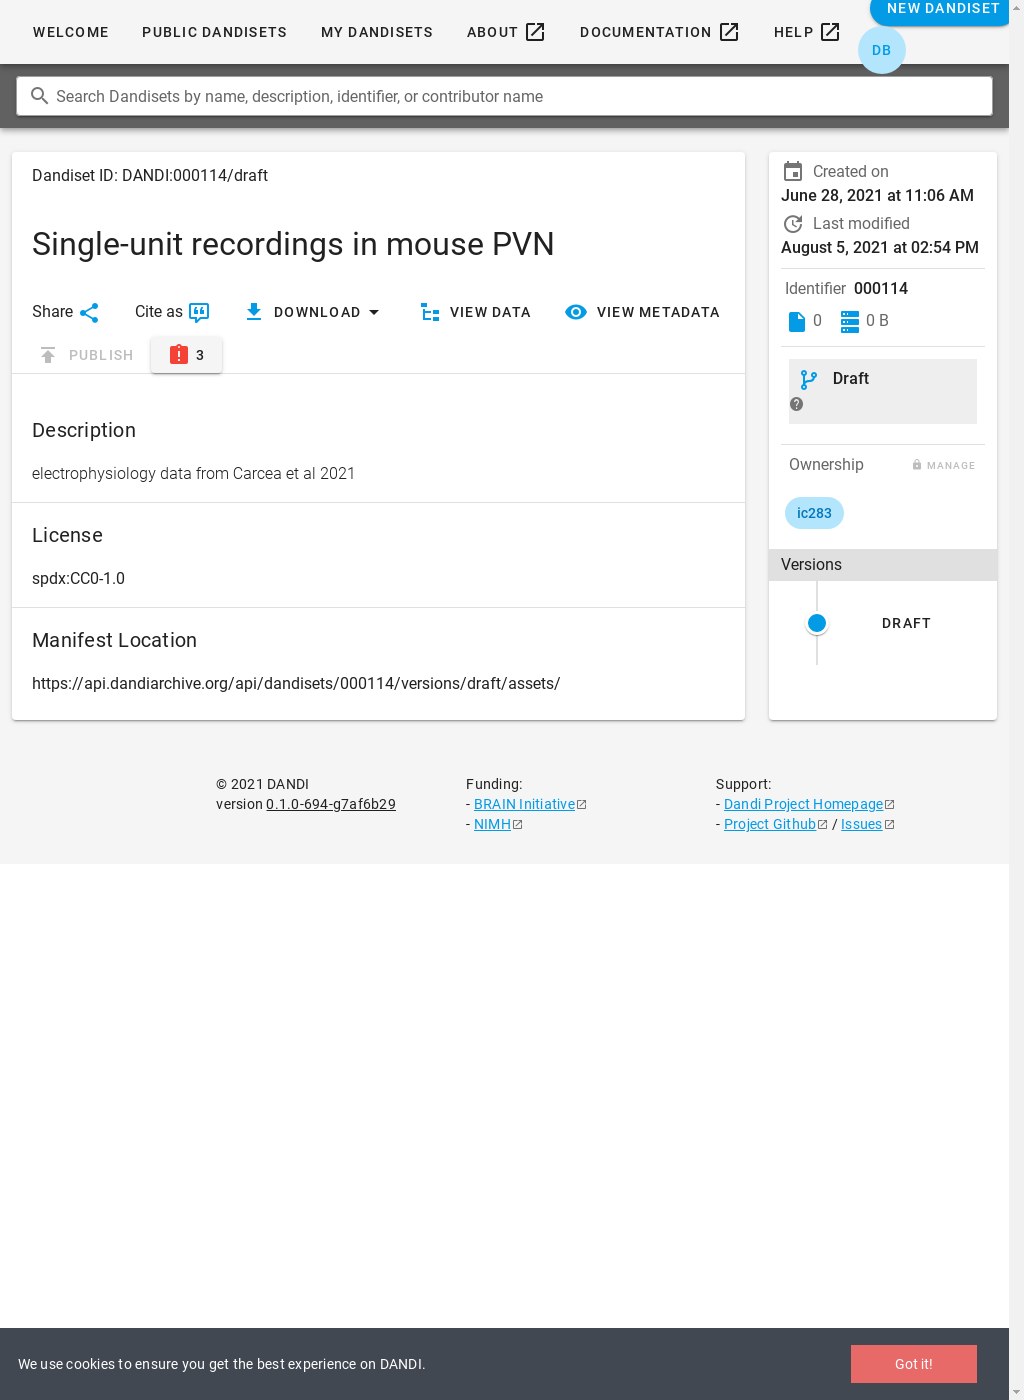 WELCOME PUBLIC DANDISETS MY DANDISETS ABOUT DOCUMENTATION HELP NEW DANDISET
DB
Search Dandisets by name, description, identifier, or contributor name
Dandiset ID: DANDI:000114/draft
Single-unit recordings in mouse PVN
Share Cite as DOWNLOAD VIEW DATA VIEW METADATA
PUBLISH 3
Description
electrophysiology data from Carcea et al 2021
License
spdx:CC0-1.0
Manifest Location
https://api.dandiarchive.org/api/dandisets/000114/versions/draft/assets/
Created on
June 28, 2021 at 11:06 AM
Last modified
August 5, 2021 at 02:54 PM
Identifier 000114
0 0 B
Draft
Ownership MANAGE
ic283
Versions
DRAFT
© 2021 DANDI
version 0.1.0-694-g7af6b29
Funding:
- BRAIN Initiative
- NIMH
Support:
- Dandi Project Homepage
- Project Github / Issues
We use cookies to ensure you get the best experience on DANDI.
Got it!